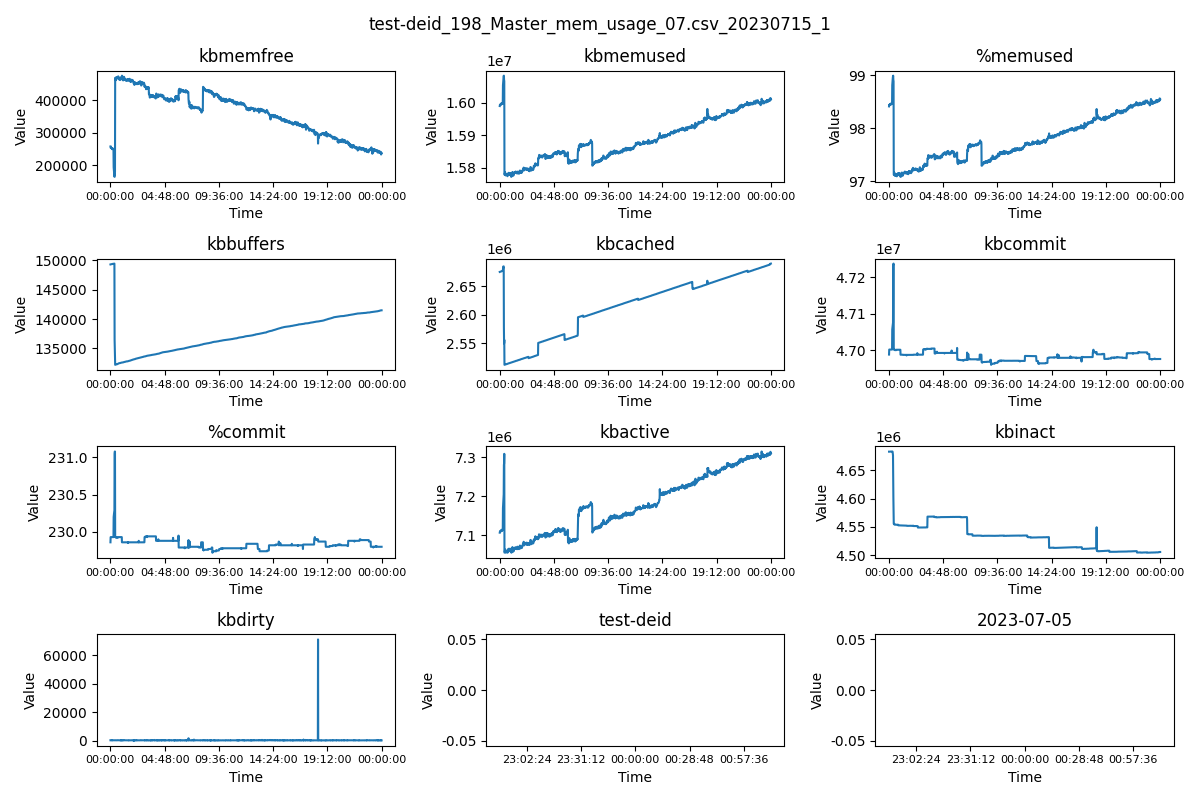 test-deid_198_Master_mem_usage_07.csv_20230715_1
kbmemfree
Value
400000
300000
200000
00:00:00 04:48:00 09:36:00 14:24:00 19:12:00 00:00:00
Time
kbmemused
1e7
Value
1.60
1.59
1.58
00:00:00 04:48:00 09:36:00 14:24:00 19:12:00 00:00:00
Time
%memused
Value
99
98
97
00:00:00 04:48:00 09:36:00 14:24:00 19:12:00 00:00:00
Time
kbbuffers
Value
150000
145000
140000
135000
00:00:00 04:48:00 09:36:00 14:24:00 19:12:00 00:00:00
Time
kbcached
1e6
Value
2.65
2.60
2.55
00:00:00 04:48:00 09:36:00 14:24:00 19:12:00 00:00:00
Time
kbcommit
1e7
Value
4.72
4.71
4.70
00:00:00 04:48:00 09:36:00 14:24:00 19:12:00 00:00:00
Time
%commit
Value
231.0
230.5
230.0
00:00:00 04:48:00 09:36:00 14:24:00 19:12:00 00:00:00
Time
kbactive
1e6
Value
7.3
7.2
7.1
00:00:00 04:48:00 09:36:00 14:24:00 19:12:00 00:00:00
Time
kbinact
1e6
Value
4.65
4.60
4.55
4.50
00:00:00 04:48:00 09:36:00 14:24:00 19:12:00 00:00:00
Time
kbdirty
Value
60000
40000
20000
0
00:00:00 04:48:00 09:36:00 14:24:00 19:12:00 00:00:00
Time
test-deid
Value
0.05
0.00
-0.05
23:02:24 23:31:12 00:00:00 00:28:48 00:57:36
Time
2023-07-05
Value
0.05
0.00
-0.05
23:02:24 23:31:12 00:00:00 00:28:48 00:57:36
Time